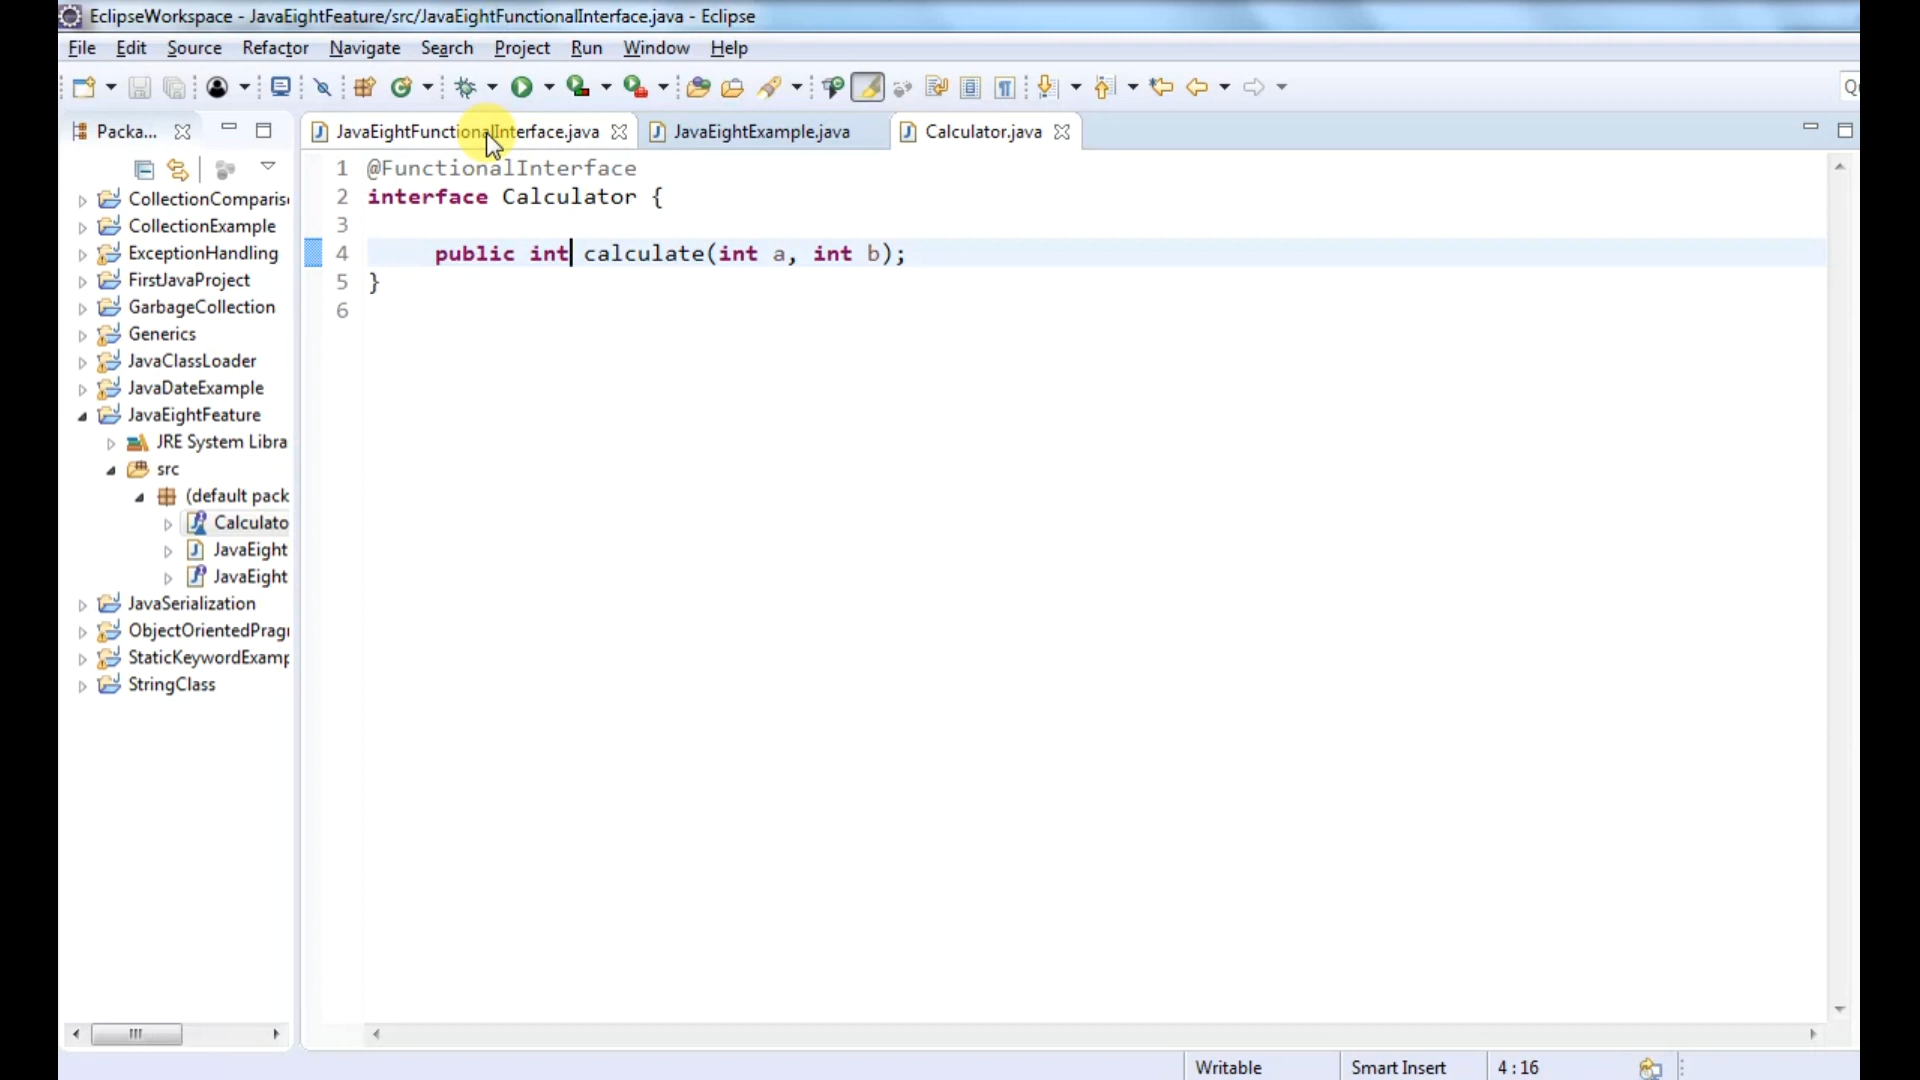 EclipseWorkspace - JavaEightFeature/src/JavaEightFunctionalInterface.java - Eclipse
File Edit Source Refactor Navigate Search Project Run Window Help
Packa...
JavaEightFunctionalInterface.java JavaEightExample.java Calculator.java
1 @FunctionalInterface
2 interface Calculator {
3
4 public int calculate(int a, int b);
5 }
6
CollectionComparis
CollectionExample
ExceptionHandling
FirstJavaProject
GarbageCollection
Generics
JavaClassLoader
JavaDateExample
JavaEightFeature
JRE System Libra
src
(default pack
Calculato
JavaEight
JavaEight
JavaSerialization
ObjectOrientedPragr
StaticKeywordExamp
StringClass
Writable Smart Insert 4 : 16